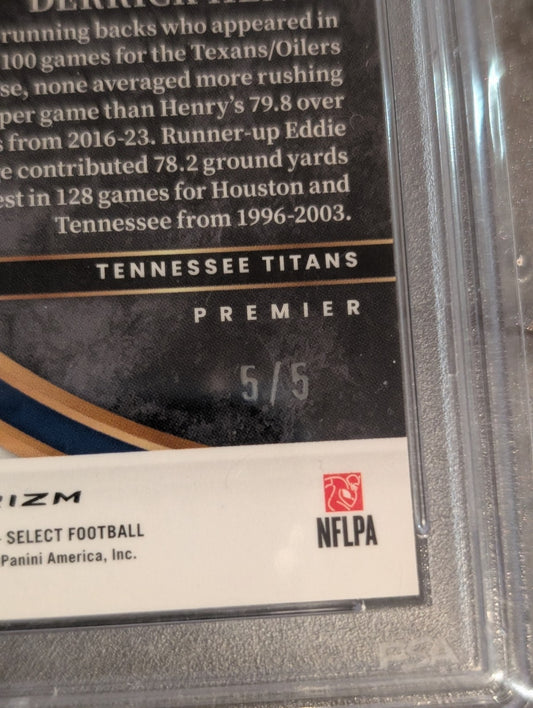 DERRICK HEN
running backs who appeared in
100 games for the Texans/Oilers
se, none averaged more rushing
per game than Henry's 79.8 over
s from 2016-23. Runner-up Eddie
e contributed 78.2 ground yards
est in 128 games for Houston and
Tennessee from 1996-2003.
TENNESSEE TITANS
PREMIER
5/5
RIZM
- SELECT FOOTBALL
Panini America, Inc.
NFLPA
PSA